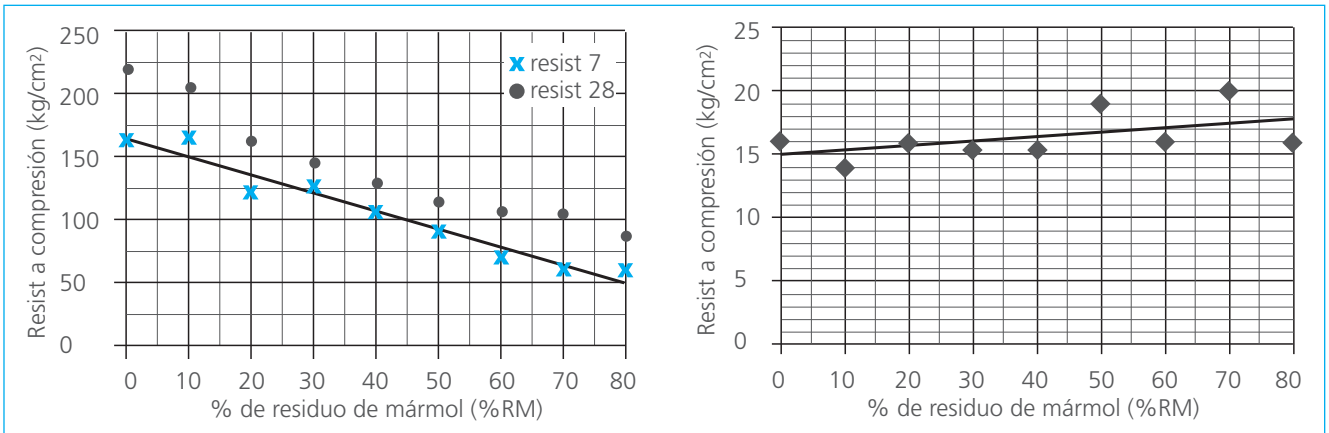 Resist a compresión (kg/cm2)
250
200
150
100
50
0
resist 7
resist 28
0 10 20 30 40 50 60 70 80
% de residuo de mármol (%RM)
Resist a compresión (kg/cm2)
25
20
15
10
5
0
0 10 20 30 40 50 60 70 80
% de residuo de mármol (%RM)